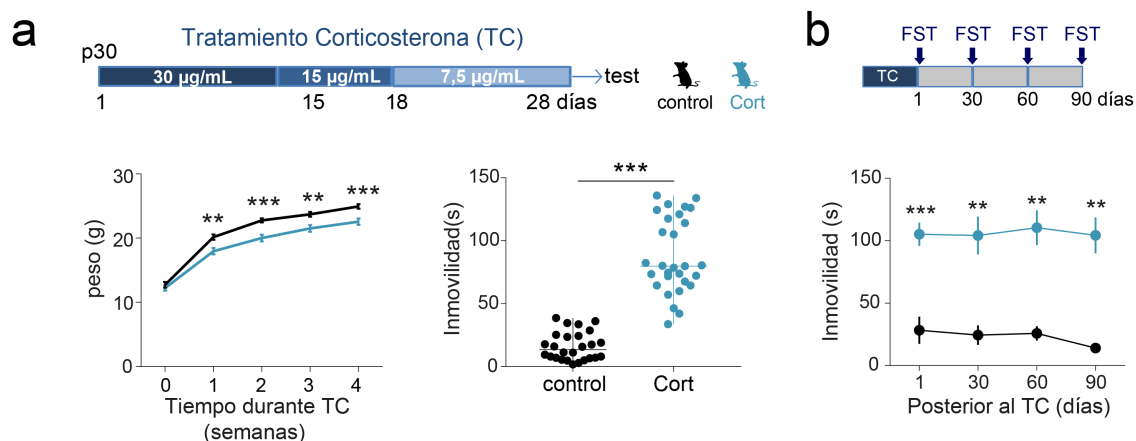 a
Tratamiento Corticosterona (TC)
p30
30 µg/mL 15 µg/mL 7,5 µg/mL
test
1 15 18 28 días
control Cort
b
FST FST FST FST
TC
1 30 60 90 días
peso (g)
30
20
10
0
** *** ** ***
0 1 2 3 4
Tiempo durante TC
(semanas)
Inmovilidad(s)
150
100
50
0
***
control Cort
Inmovilidad (s)
150
100
50
0
*** ** ** **
1 30 60 90
Posterior al TC (días)